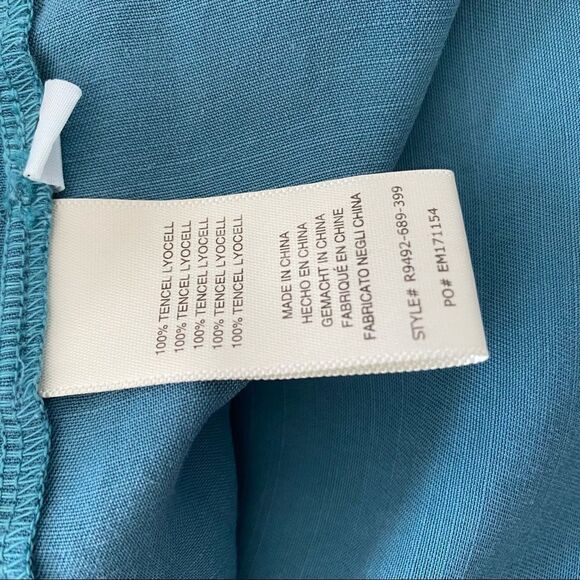 100% TENCEL LYOCELL
100% TENCEL LYOCELL
100% TENCEL LYOCELL
100% TENCEL LYOCELL
100% TENCEL LYOCELL
MADE IN CHINA
HECHO EN CHINA
GEMACHT IN CHINA
FABRIQUÉ EN CHINE
FABRICATO NEGLI CHINA
STYLE# R9492-689-399
PO# EM171154